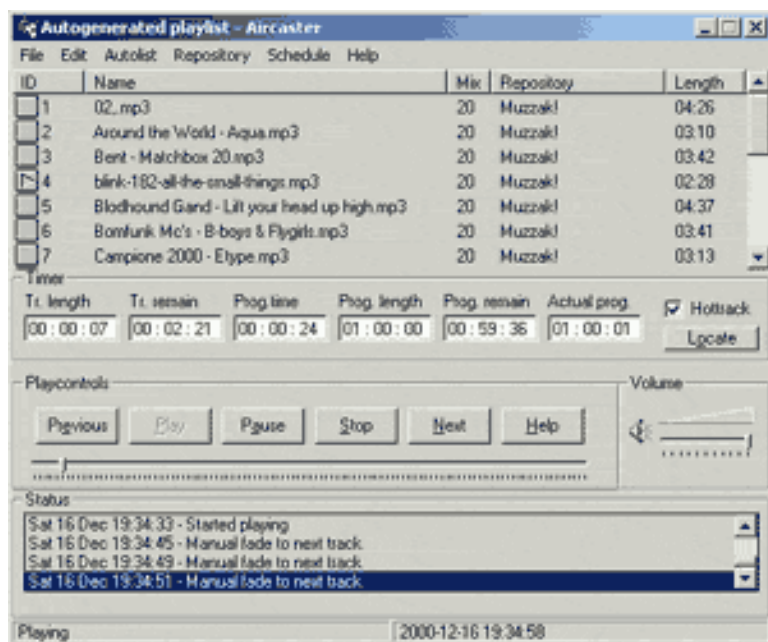 Autogenerated playlist - Aircaster
File Edit Autolist Repository Schedule Help
ID Name Mix Repository Length
1 02,.mp3 20 Muzzak! 04:26
2 Around the World - Aqua.mp3 20 Muzzak! 03:10
3 Bent - Matchbox 20.mp3 20 Muzzak! 03:42
4 blink-182-all-the-small-things.mp3 20 Muzzak! 02:28
5 Blodhound Gand - Lift your head up high.mp3 20 Muzzak! 04:37
6 Bomfunk Mc's - B-boys & Flygirls.mp3 20 Muzzak! 03:41
7 Campione 2000 - Etype.mp3 20 Muzzak! 03:13
Timer
Tr. length Tr. remain Prog.time Prog. length Prog. remain Actual prog.
00 : 00 : 07 00 : 02 : 21 00 : 00 : 24 01 : 00 : 00 00 : 59 : 36 01 : 00 : 01
Hottrack
Locate
Playcontrols
Previous Play Pause Stop Next Help
Volume
Status
Sat 16 Dec 19:34:33 - Started playing
Sat 16 Dec 19:34:45 - Manual fade to next track.
Sat 16 Dec 19:34:49 - Manual fade to next track.
Sat 16 Dec 19:34:51 - Manual fade to next track.
Playing 2000-12-16 19:34:58